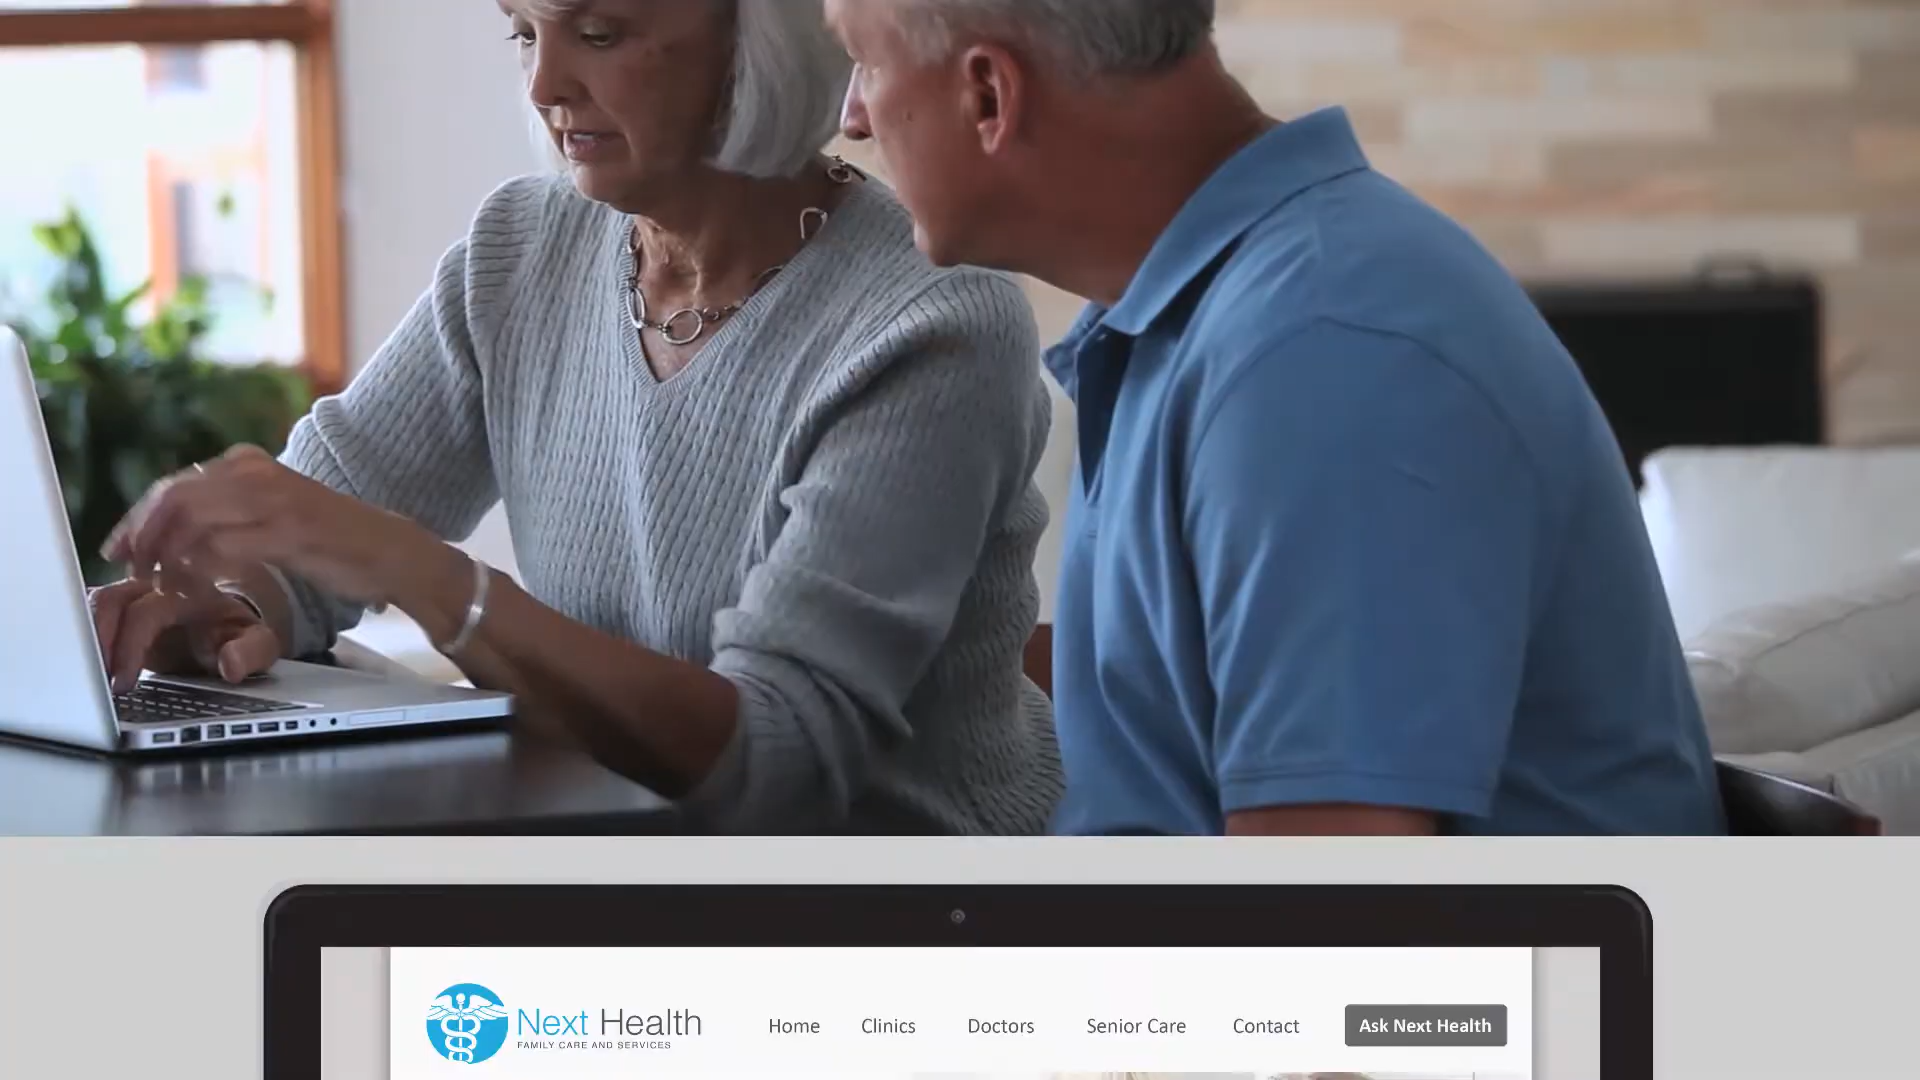 Next Health
FAMILY CARE AND SERVICES
Home Clinics Doctors Senior Care Contact Ask Next Health